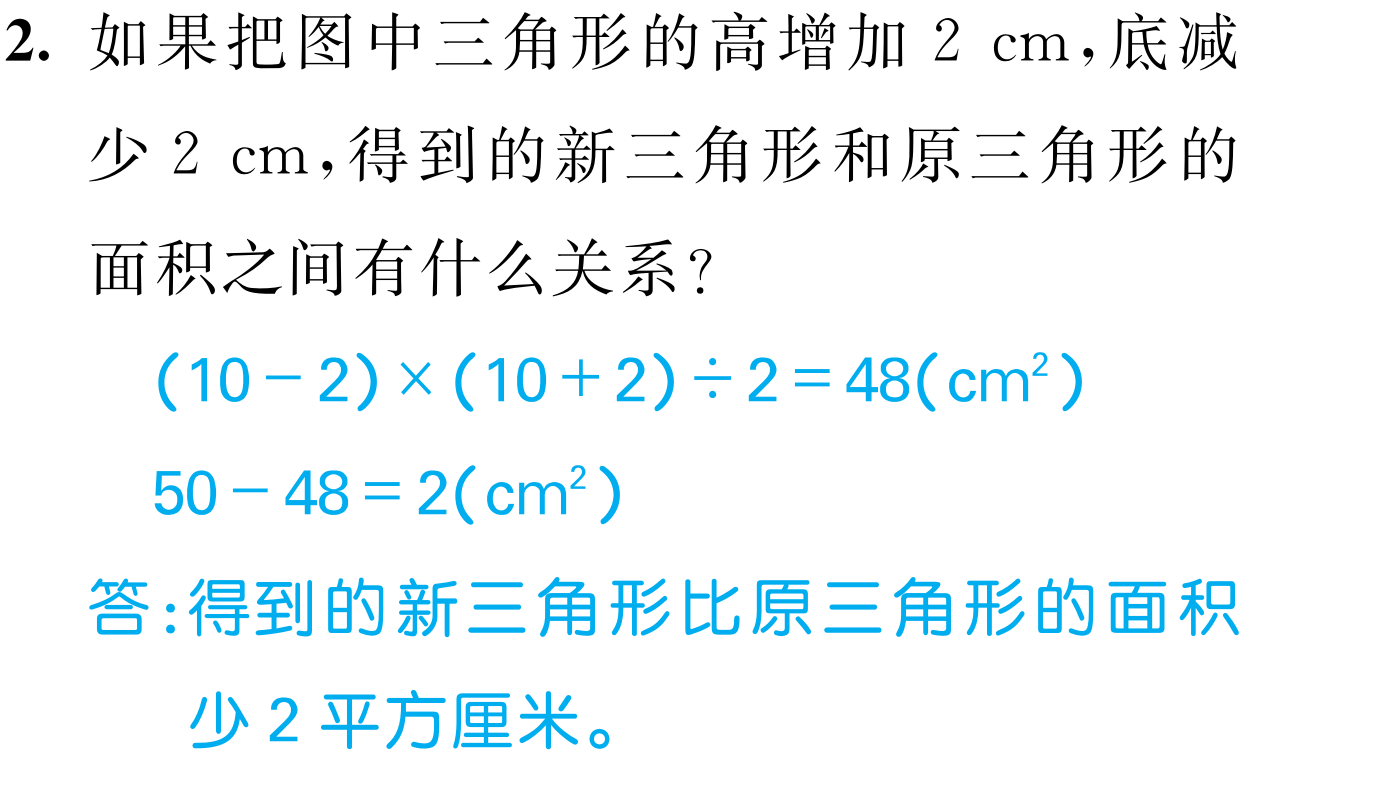 2. 如果把图中三角形的高增加 2 cm,底减
少 2 cm,得到的新三角形和原三角形的
面积之间有什么关系?
(10－2)×(10＋2)÷2＝48(cm²)
50－48＝2(cm²)
答:得到的新三角形比原三角形的面积
少 2 平方厘米。